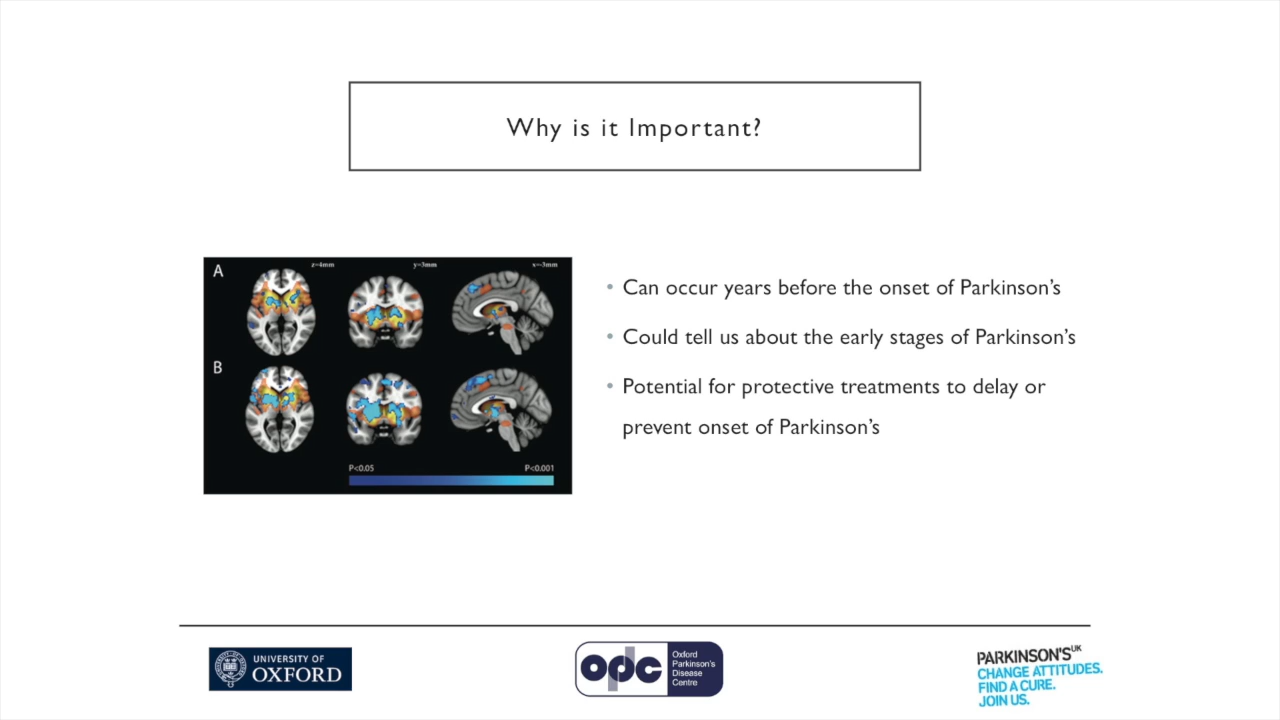 Why is it Important?
A
z=4mm
y=3mm
x=-3mm
B
P<0.05
P<0.001
• Can occur years before the onset of Parkinson’s
• Could tell us about the early stages of Parkinson’s
• Potential for protective treatments to delay or
prevent onset of Parkinson’s
UNIVERSITY OF
OXFORD
opdc
Oxford
Parkinson's
Disease
Centre
PARKINSON'S UK
CHANGE ATTITUDES.
FIND A CURE.
JOIN US.